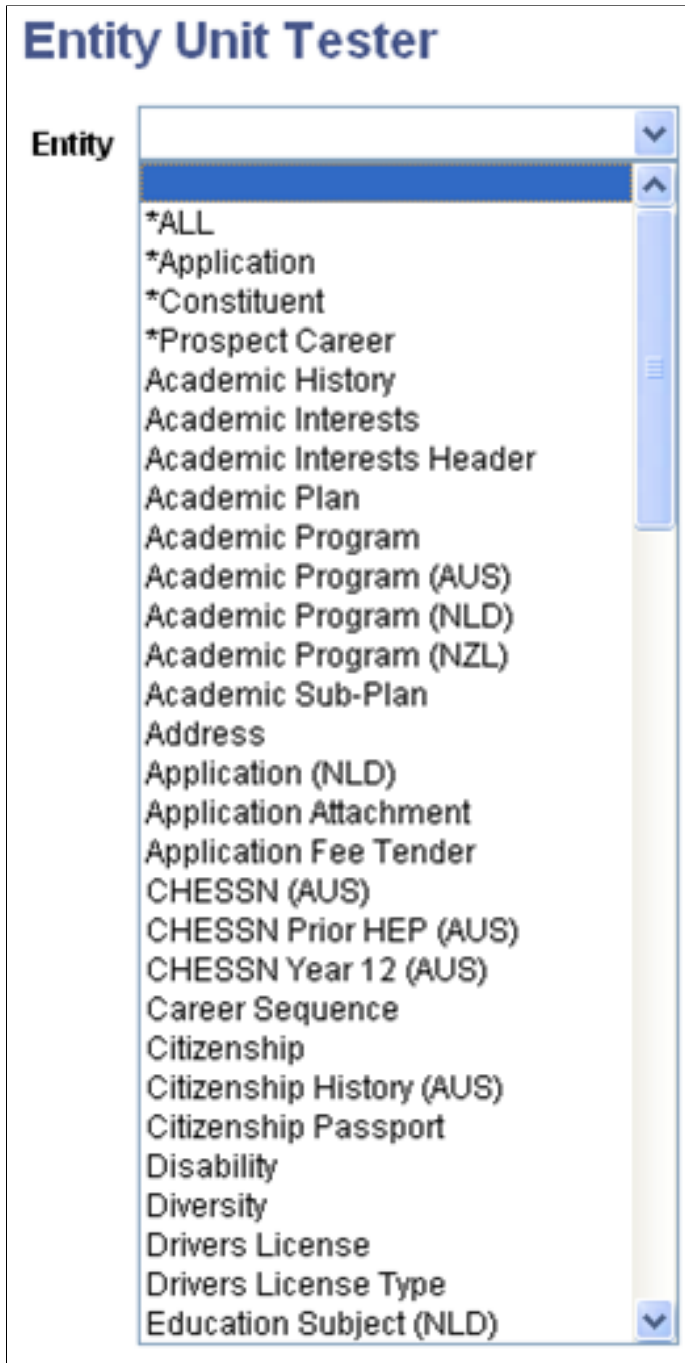 Entity Unit Tester
Entity
*ALL
*Application
*Constituent
*Prospect Career
Academic History
Academic Interests
Academic Interests Header
Academic Plan
Academic Program
Academic Program (AUS)
Academic Program (NLD)
Academic Program (NZL)
Academic Sub-Plan
Address
Application (NLD)
Application Attachment
Application Fee Tender
CHESSN (AUS)
CHESSN Prior HEP (AUS)
CHESSN Year 12 (AUS)
Career Sequence
Citizenship
Citizenship History (AUS)
Citizenship Passport
Disability
Diversity
Drivers License
Drivers License Type
Education Subject (NLD)